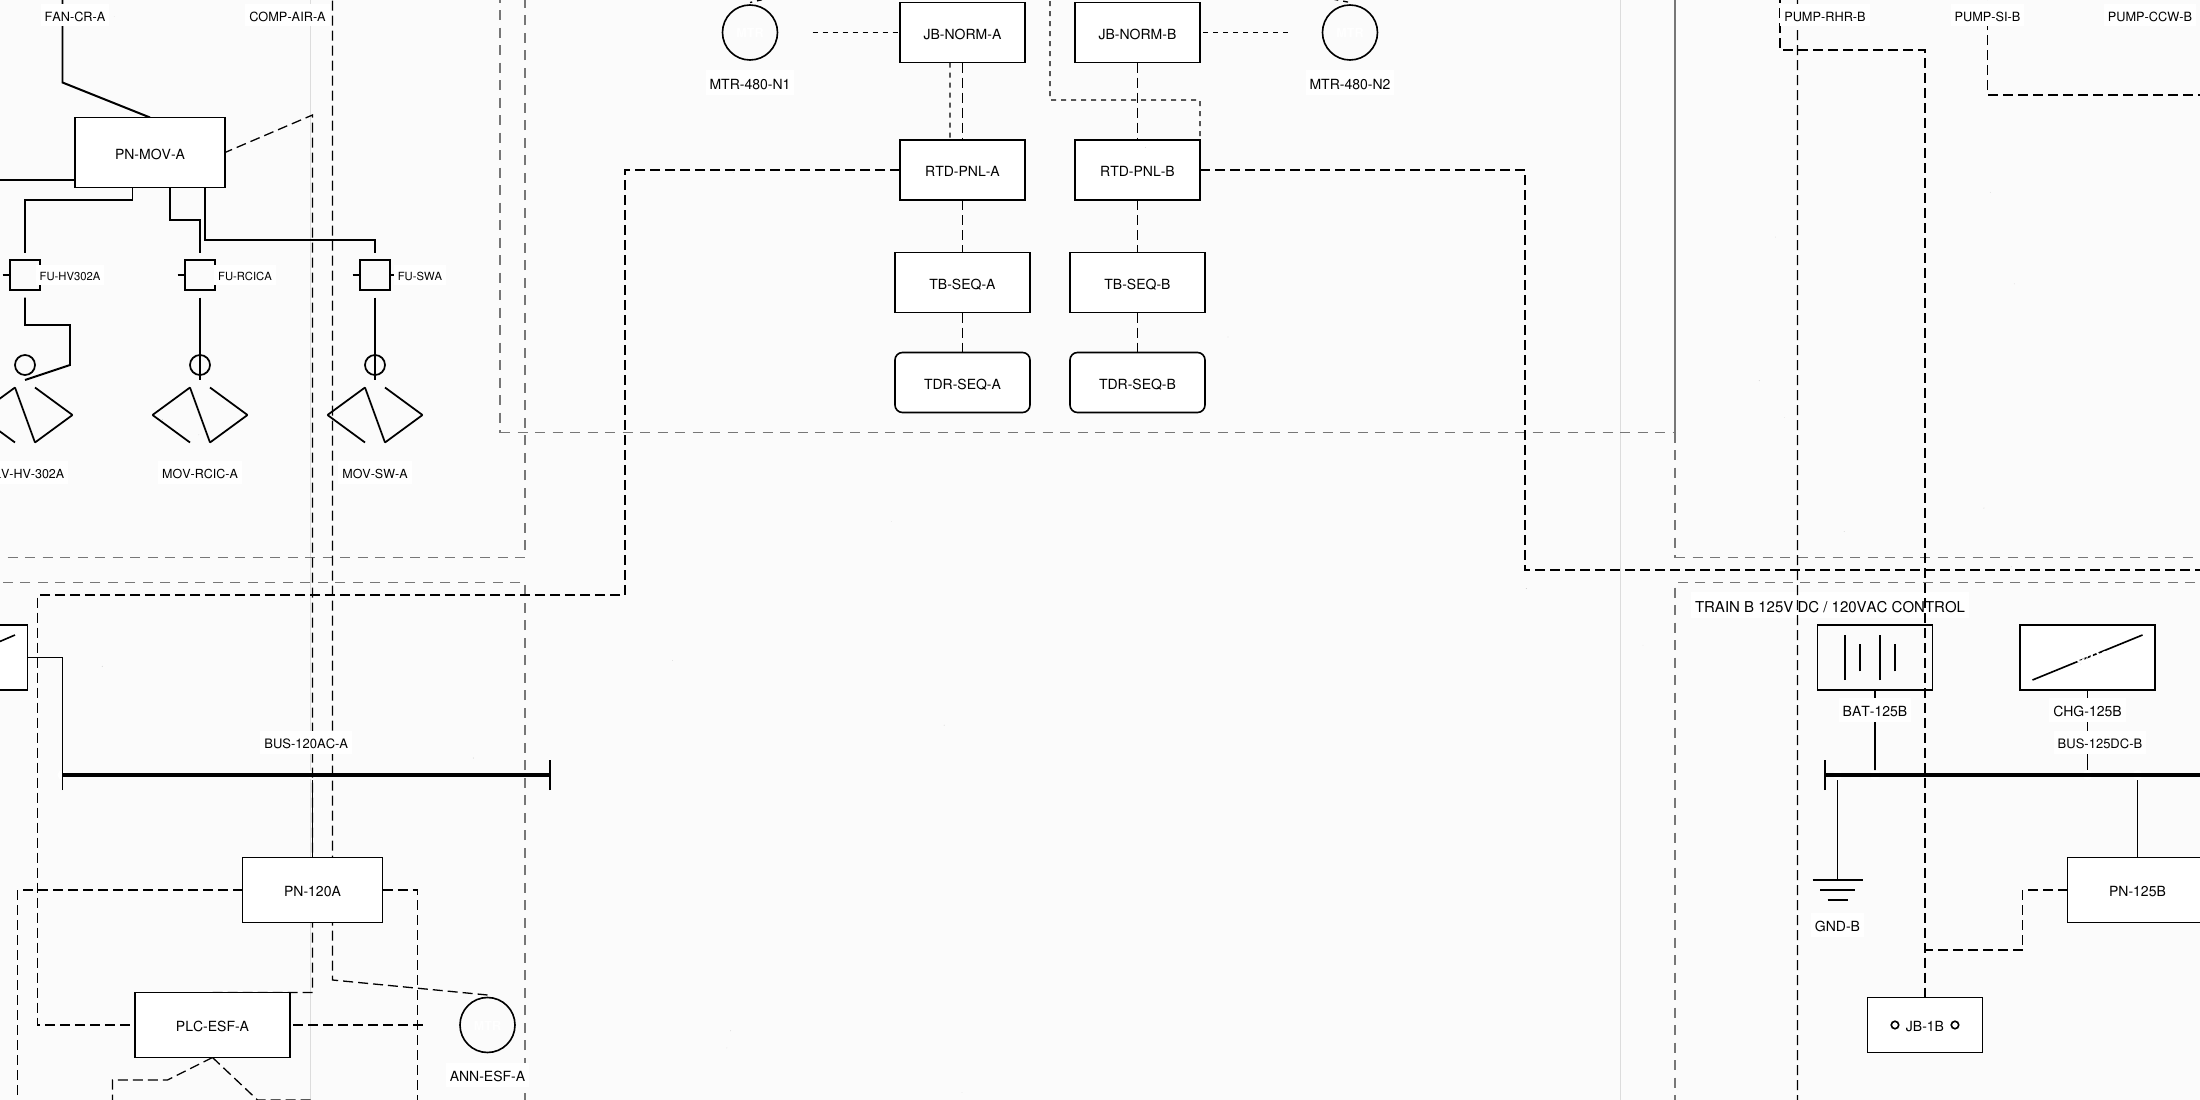 FAN-CR-A
COMP-AIR-A
PUMP-RHR-B
PUMP-SI-B
PUMP-CCW-B
JB-NORM-A
JB-NORM-B
MTR-480-N1
MTR-480-N2
PN-MOV-A
RTD-PNL-A
RTD-PNL-B
FU-HV302A
FU-RCICA
FU-SWA
TB-SEQ-A
TB-SEQ-B
TDR-SEQ-A
TDR-SEQ-B
V-HV-302A
MOV-RCIC-A
MOV-SW-A
TRAIN B 125V DC / 120VAC CONTROL
BAT-125B
CHG-125B
BUS-120AC-A
BUS-125DC-B
PN-120A
PN-125B
GND-B
PLC-ESF-A
JB-1B
ANN-ESF-A